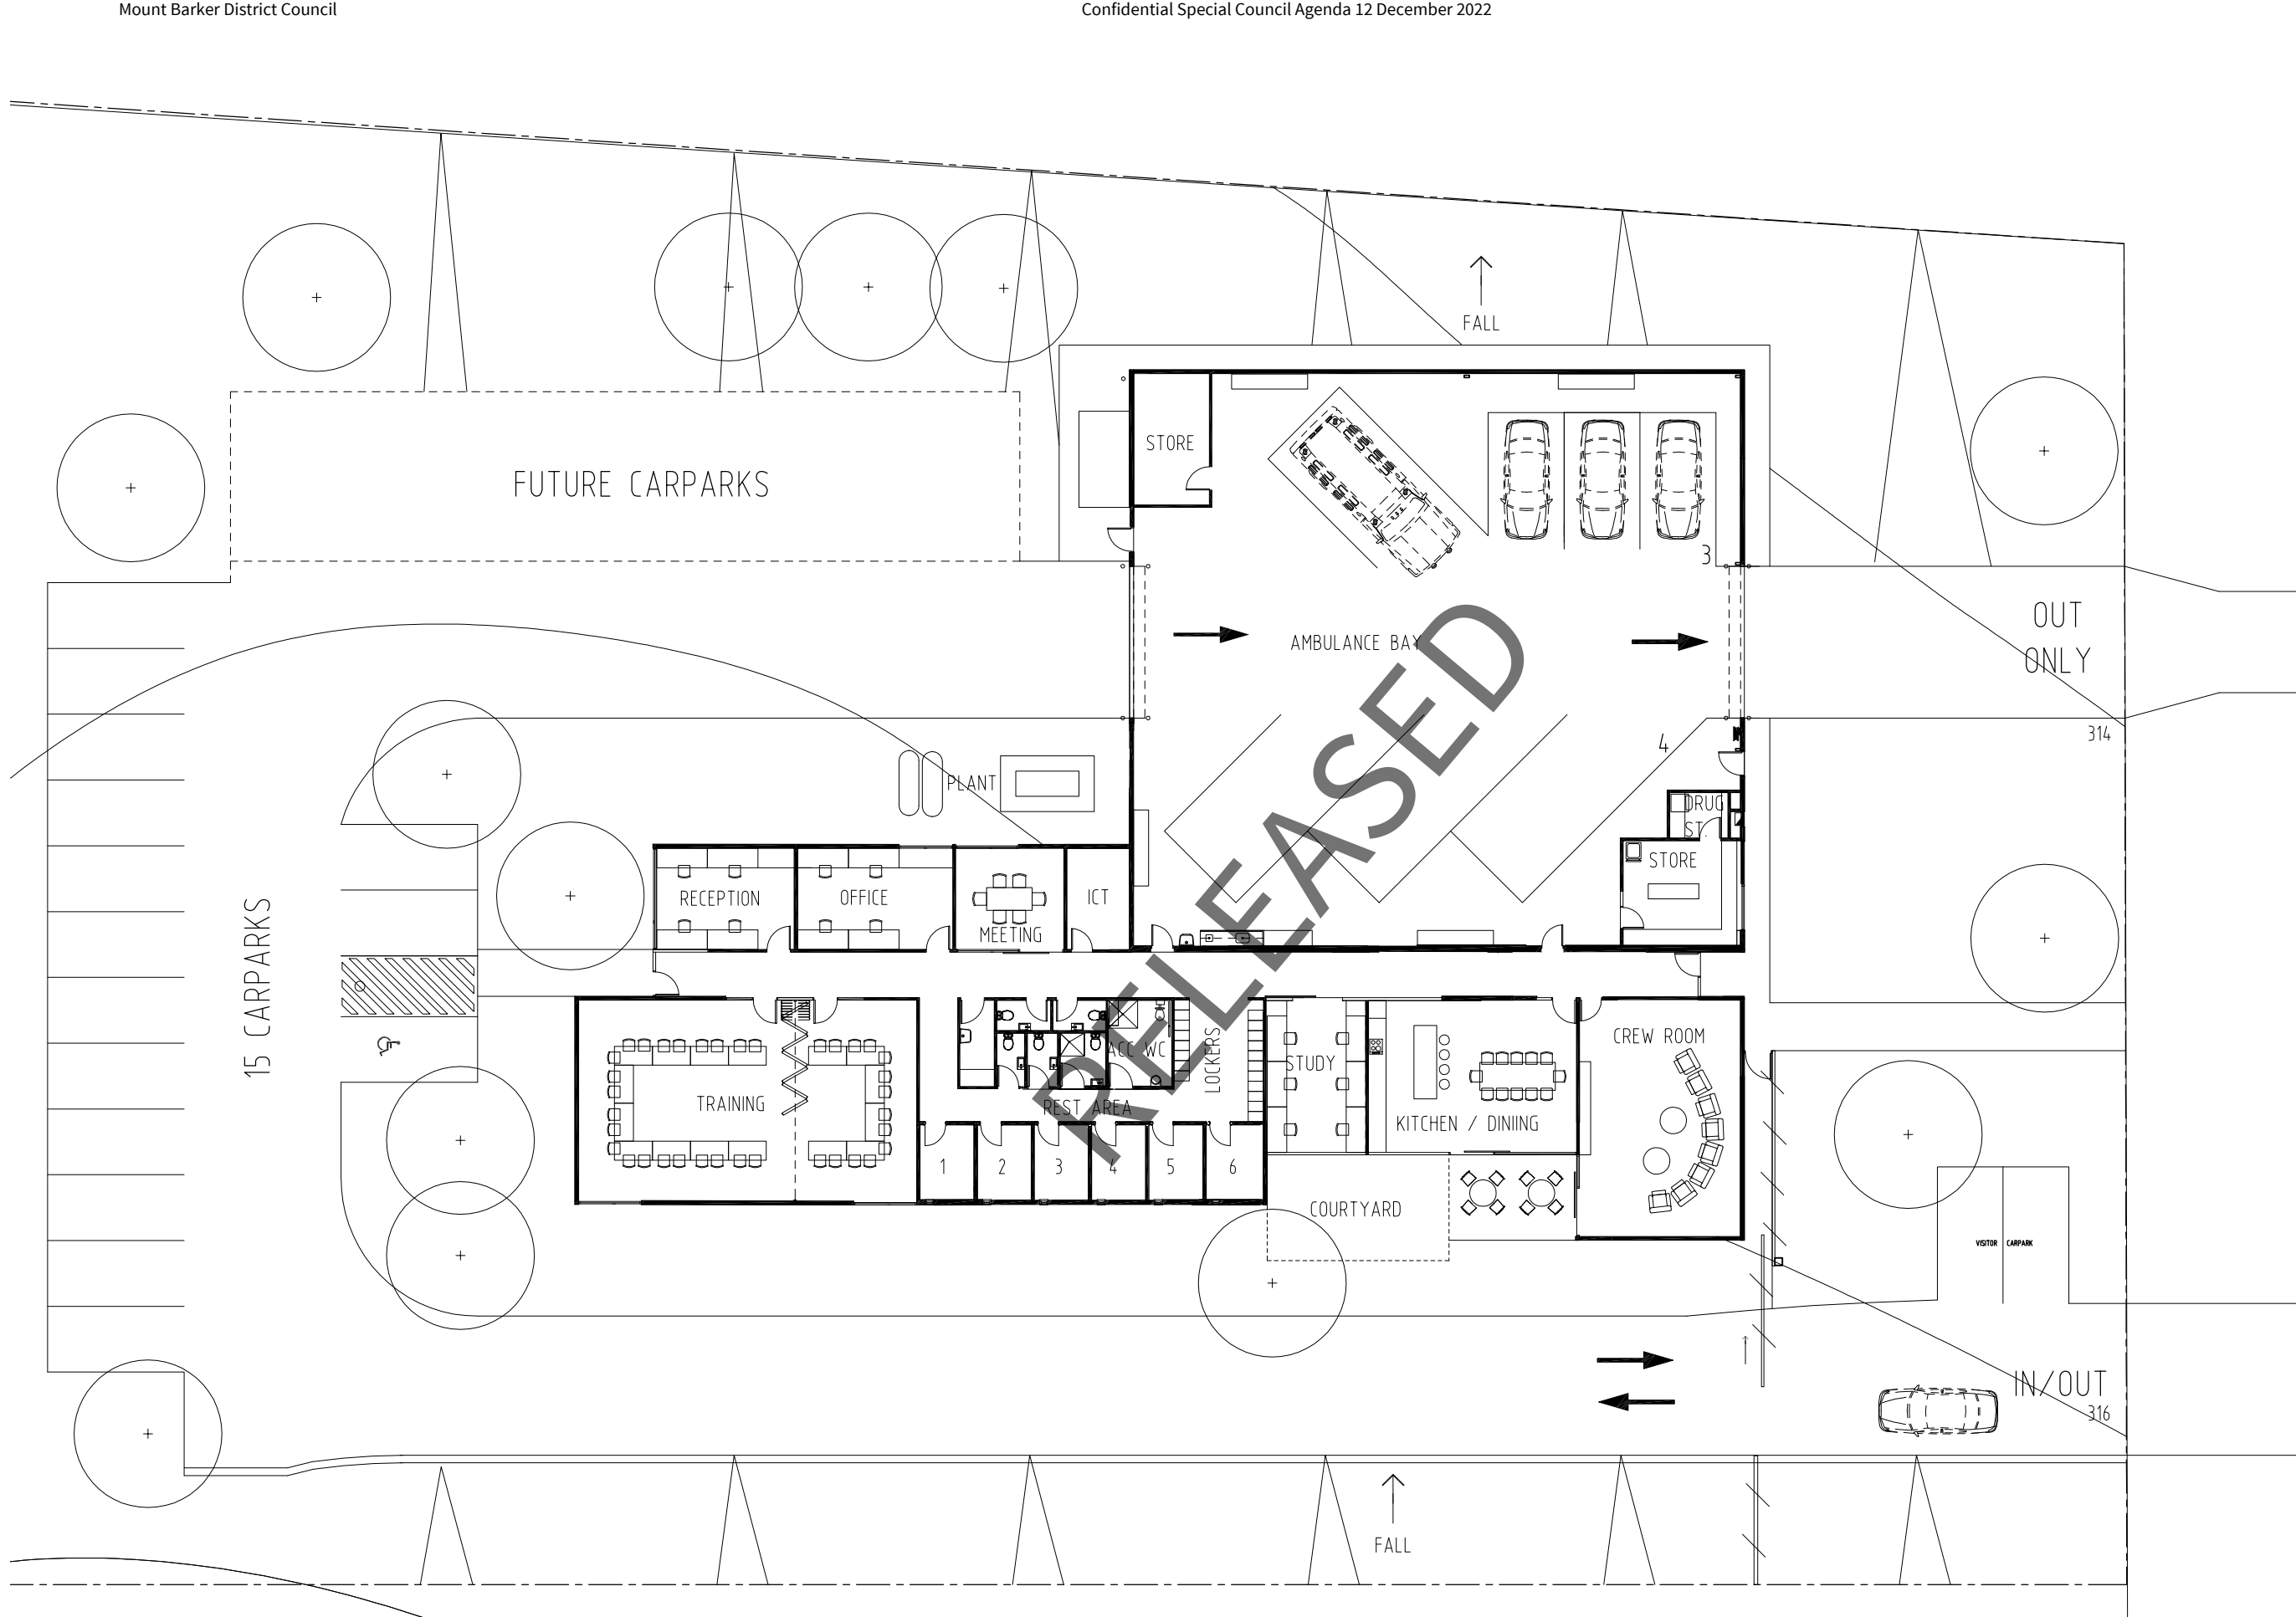 Mount Barker District Council
Confidential Special Council Agenda 12 December 2022
FALL
STORE
FUTURE CARPARKS
3
OUT
ONLY
AMBULANCE BAY
314
4
PLANT
DRUG
ST.
STORE
RECEPTION
OFFICE
MEETING
ICT
15 CARPARKS
RELEASED
CREW ROOM
ACC WC
LOCKERS
STUDY
TRAINING
REST AREA
KITCHEN / DINIING
1
2
3
4
5
6
COURTYARD
VISITOR CARPARK
IN/OUT
316
FALL